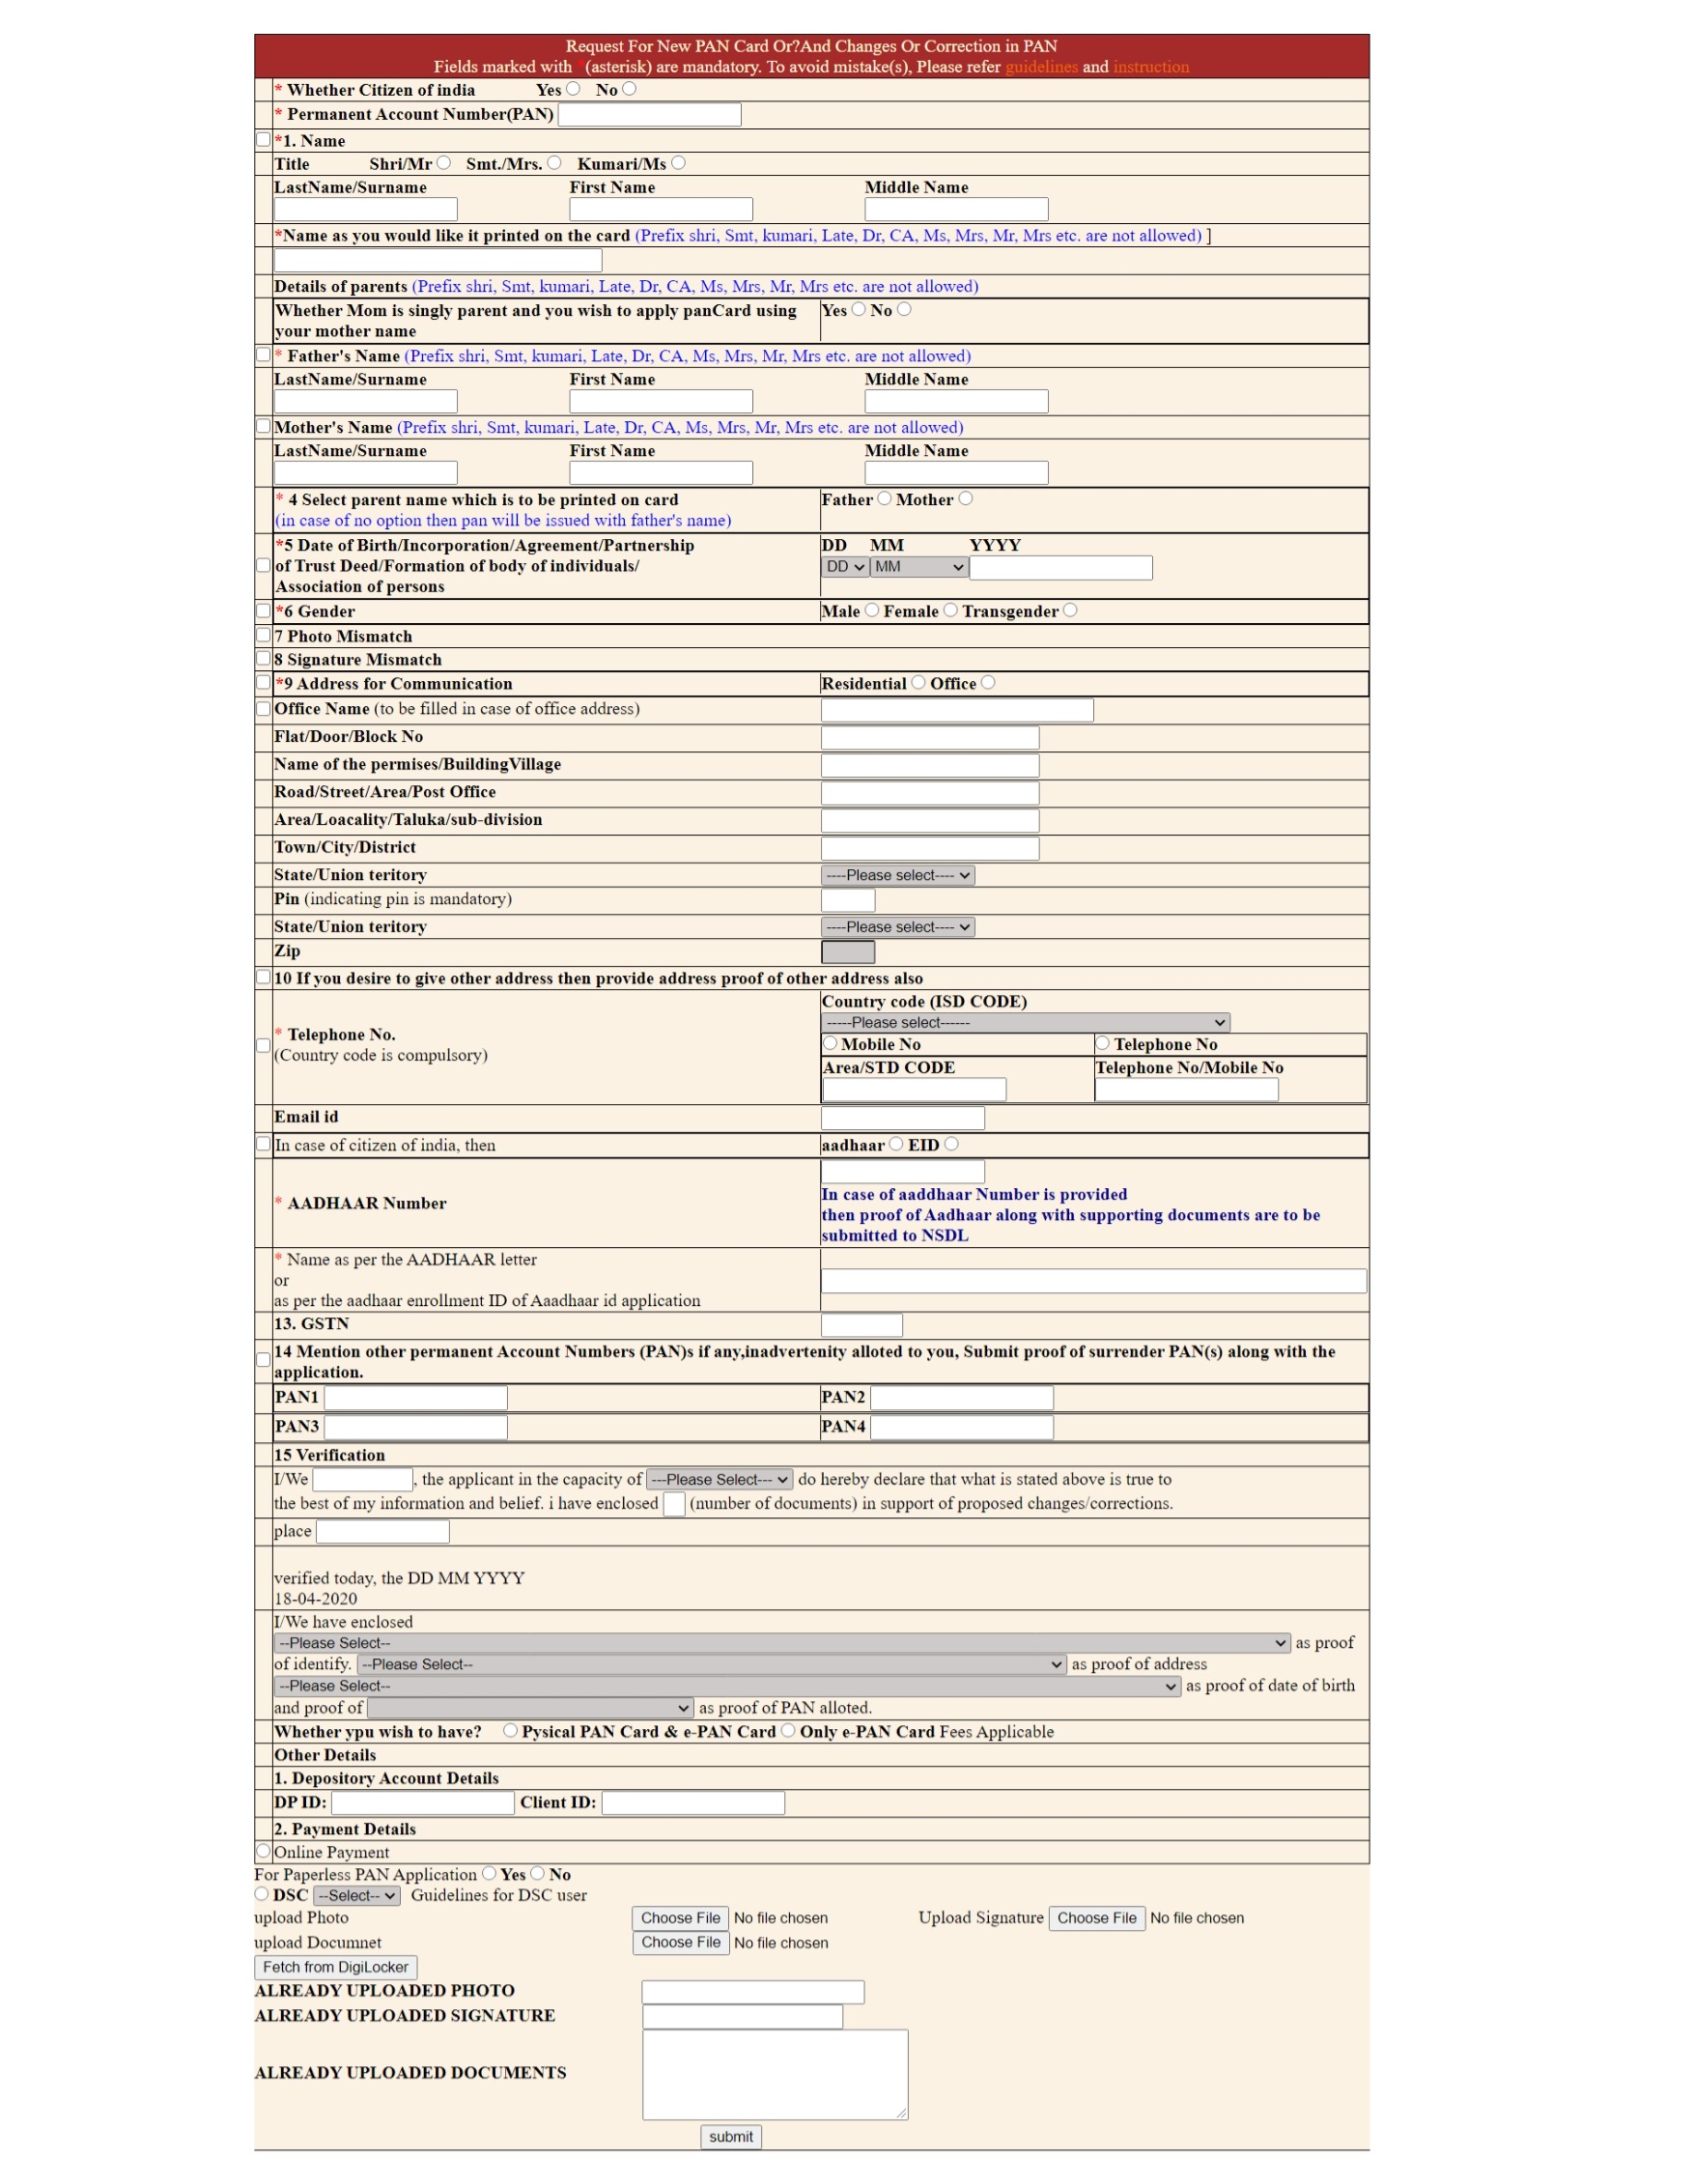 Request For New PAN Card Or?And Changes Or Correction in PAN
Fields marked with *(asterisk) are mandatory. To avoid mistake(s), Please refer guidelines and instruction
* Whether Citizen of india Yes No
* Permanent Account Number(PAN)
*1. Name
Title Shri/Mr Smt./Mrs. Kumari/Ms
LastName/Surname First Name Middle Name
*Name as you would like it printed on the card (Prefix shri, Smt, kumari, Late, Dr, CA, Ms, Mrs, Mr, Mrs etc. are not allowed) ]
Details of parents (Prefix shri, Smt, kumari, Late, Dr, CA, Ms, Mrs, Mr, Mrs etc. are not allowed)
Whether Mom is singly parent and you wish to apply panCard using Yes No
your mother name
* Father's Name (Prefix shri, Smt, kumari, Late, Dr, CA, Ms, Mrs, Mr, Mrs etc. are not allowed)
LastName/Surname First Name Middle Name
Mother's Name (Prefix shri, Smt, kumari, Late, Dr, CA, Ms, Mrs, Mr, Mrs etc. are not allowed)
LastName/Surname First Name Middle Name
* 4 Select parent name which is to be printed on card Father Mother
(in case of no option then pan will be issued with father's name)
*5 Date of Birth/Incorporation/Agreement/Partnership DD MM YYYY
of Trust Deed/Formation of body of individuals/ DD MM
Association of persons
*6 Gender Male Female Transgender
7 Photo Mismatch
8 Signature Mismatch
*9 Address for Communication Residential Office
Office Name (to be filled in case of office address)
Flat/Door/Block No
Name of the permises/BuildingVillage
Road/Street/Area/Post Office
Area/Loacality/Taluka/sub-division
Town/City/District
State/Union teritory ----Please select----
Pin (indicating pin is mandatory)
State/Union teritory ----Please select----
Zip
10 If you desire to give other address then provide address proof of other address also
Country code (ISD CODE)
-----Please select------
* Telephone No.
(Country code is compulsory)
Mobile No Telephone No
Area/STD CODE Telephone No/Mobile No
Email id
In case of citizen of india, then aadhaar EID
* AADHAAR Number
In case of aaddhaar Number is provided
then proof of Aadhaar along with supporting documents are to be
submitted to NSDL
* Name as per the AADHAAR letter
or
as per the aadhaar enrollment ID of Aaadhaar id application
13. GSTN
14 Mention other permanent Account Numbers (PAN)s if any,inadvertenity alloted to you, Submit proof of surrender PAN(s) along with the
application.
PAN1 PAN2
PAN3 PAN4
15 Verification
I/We , the applicant in the capacity of ---Please Select--- do hereby declare that what is stated above is true to
the best of my information and belief. i have enclosed (number of documents) in support of proposed changes/corrections.
place
verified today, the DD MM YYYY
18-04-2020
I/We have enclosed
--Please Select-- as proof
of identify. --Please Select-- as proof of address
--Please Select-- as proof of date of birth
and proof of as proof of PAN alloted.
Whether ypu wish to have? Pysical PAN Card & e-PAN Card Only e-PAN Card Fees Applicable
Other Details
1. Depository Account Details
DP ID: Client ID:
2. Payment Details
Online Payment
For Paperless PAN Application Yes No
DSC --Select-- Guidelines for DSC user
upload Photo Choose File No file chosen Upload Signature Choose File No file chosen
upload Documnet Choose File No file chosen
Fetch from DigiLocker
ALREADY UPLOADED PHOTO
ALREADY UPLOADED SIGNATURE
ALREADY UPLOADED DOCUMENTS
submit